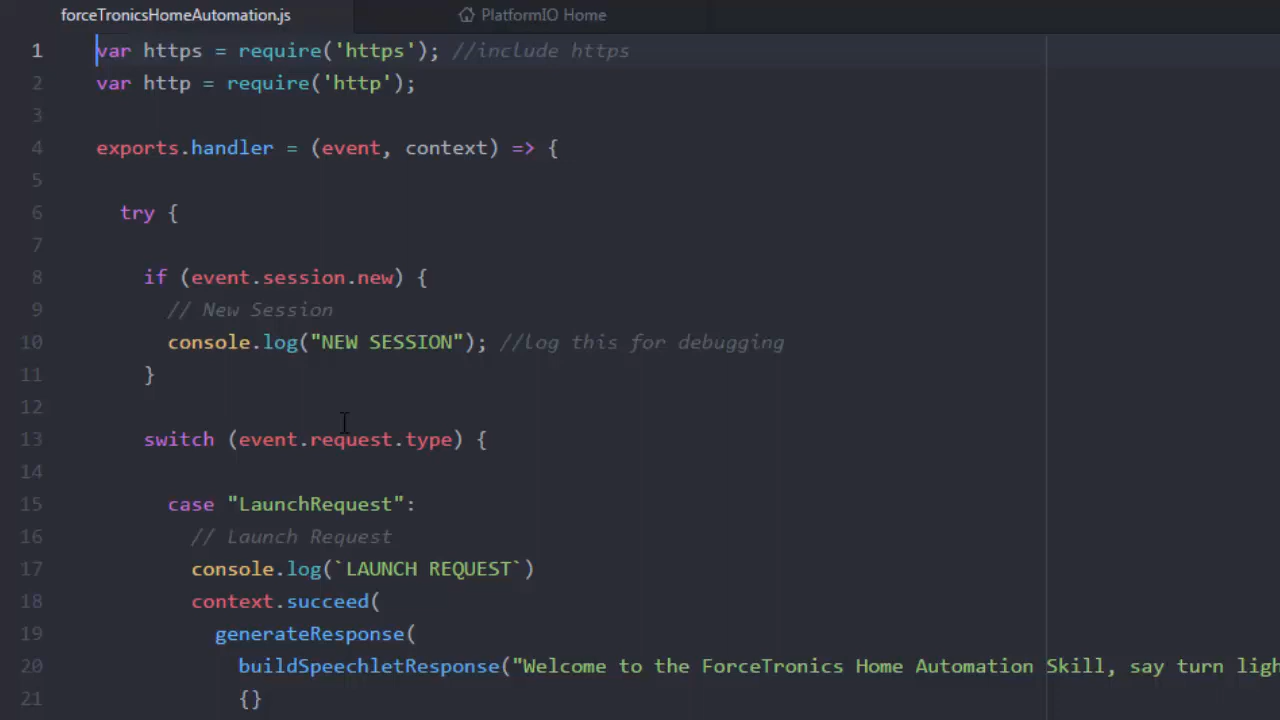 forceTronicsHomeAutomation.js PlatformIO Home
1 var https = require('https'); //include https
2 var http = require('http');
3
4 exports.handler = (event, context) => {
5
6 try {
7
8 if (event.session.new) {
9 // New Session
10 console.log("NEW SESSION"); //log this for debugging
11 }
12
13 switch (event.request.type) {
14
15 case "LaunchRequest":
16 // Launch Request
17 console.log(`LAUNCH REQUEST`)
18 context.succeed(
19 generateResponse(
20 buildSpeechletResponse("Welcome to the ForceTronics Home Automation Skill, say turn ligh
21 {}